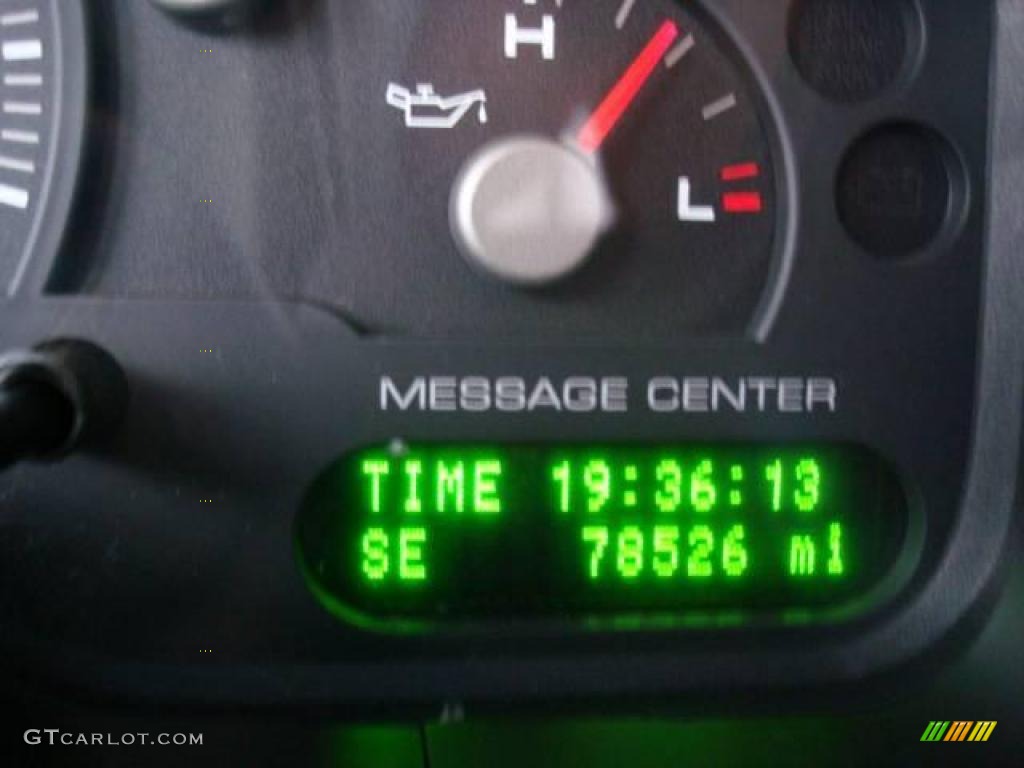 H
L
MESSAGE CENTER
TIME 19:36:13
SE 78526 mi
GTCARLOT.COM